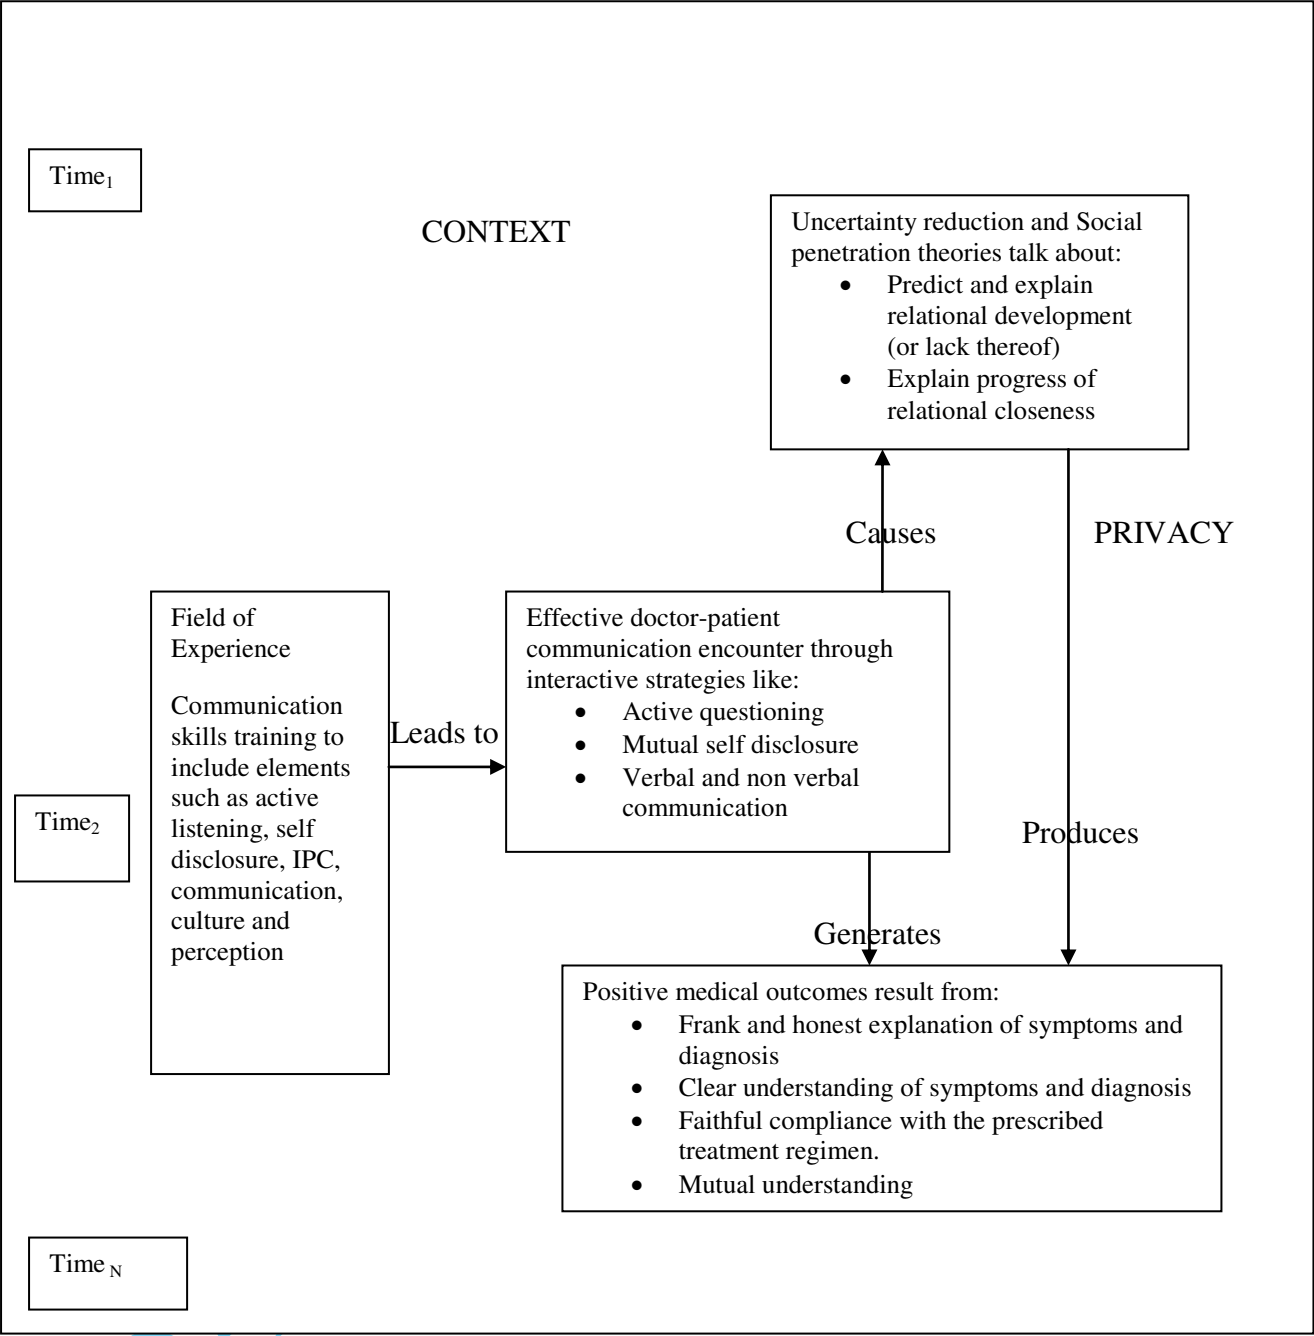 Time1
CONTEXT
Uncertainty reduction and Social
penetration theories talk about:
• Predict and explain
relational development
(or lack thereof)
• Explain progress of
relational closeness
Causes
PRIVACY
Field of
Experience
Communication
skills training to
include elements
such as active
listening, self
disclosure, IPC,
communication,
culture and
perception
Leads to
Effective doctor-patient
communication encounter through
interactive strategies like:
• Active questioning
• Mutual self disclosure
• Verbal and non verbal
communication
Time2
Produces
Generates
Positive medical outcomes result from:
• Frank and honest explanation of symptoms and
diagnosis
• Clear understanding of symptoms and diagnosis
• Faithful compliance with the prescribed
treatment regimen.
• Mutual understanding
Time N